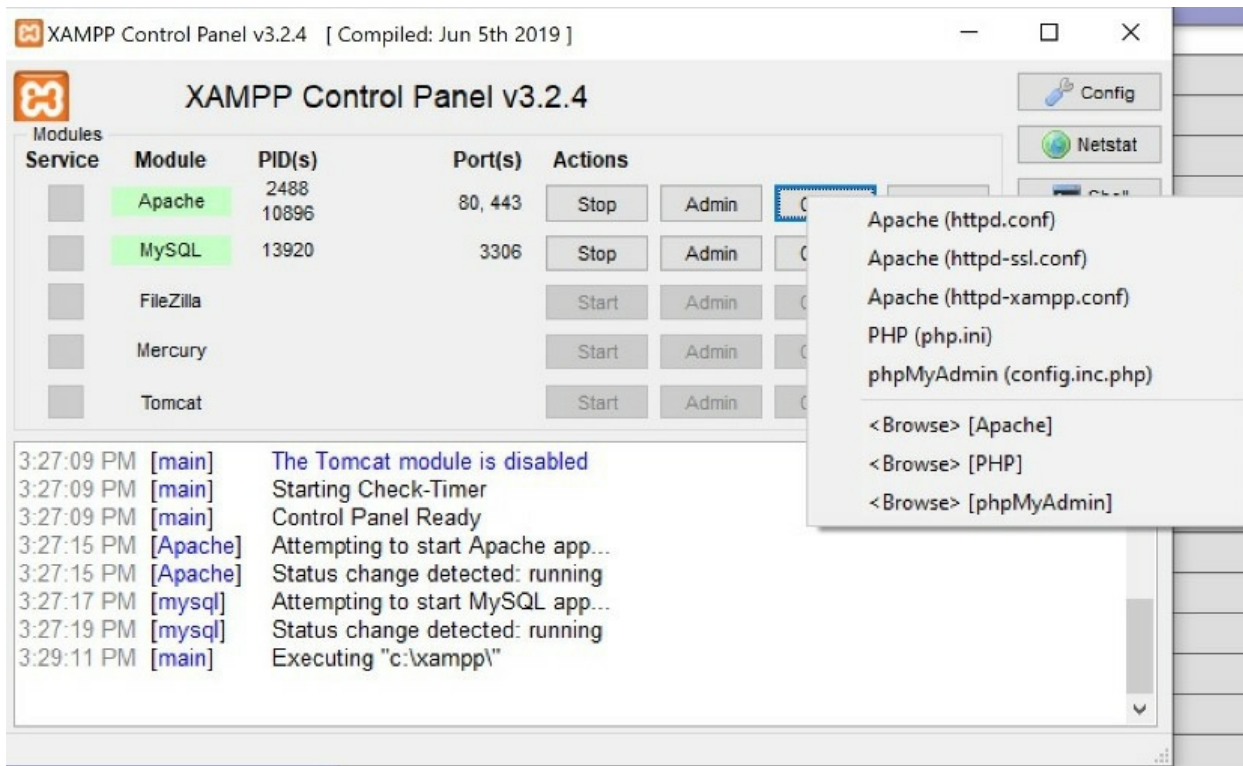 XAMPP Control Panel v3.2.4 [ Compiled: Jun 5th 2019 ]
XAMPP Control Panel v3.2.4
Config
Modules
Service Module PID(s) Port(s) Actions
Netstat
Apache 2488 10896 80, 443 Stop Admin
MySQL 13920 3306 Stop Admin
FileZilla Start Admin
Mercury Start Admin
Tomcat Start Admin
Apache (httpd.conf)
Apache (httpd-ssl.conf)
Apache (httpd-xampp.conf)
PHP (php.ini)
phpMyAdmin (config.inc.php)
<Browse> [Apache]
<Browse> [PHP]
<Browse> [phpMyAdmin]
3:27:09 PM [main] The Tomcat module is disabled
3:27:09 PM [main] Starting Check-Timer
3:27:09 PM [main] Control Panel Ready
3:27:15 PM [Apache] Attempting to start Apache app...
3:27:15 PM [Apache] Status change detected: running
3:27:17 PM [mysql] Attempting to start MySQL app...
3:27:19 PM [mysql] Status change detected: running
3:29:11 PM [main] Executing "c:\xampp\"